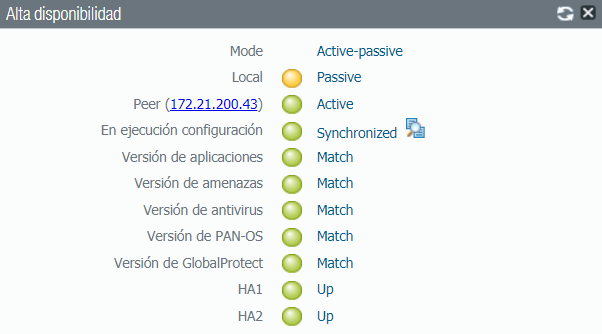 Alta disponibilidad
Mode Active-passive
Local Passive
Peer (172.21.200.43) Active
En ejecución configuración Synchronized
Versión de aplicaciones Match
Versión de amenazas Match
Versión de antivirus Match
Versión de PAN-OS Match
Versión de GlobalProtect Match
HA1 Up
HA2 Up